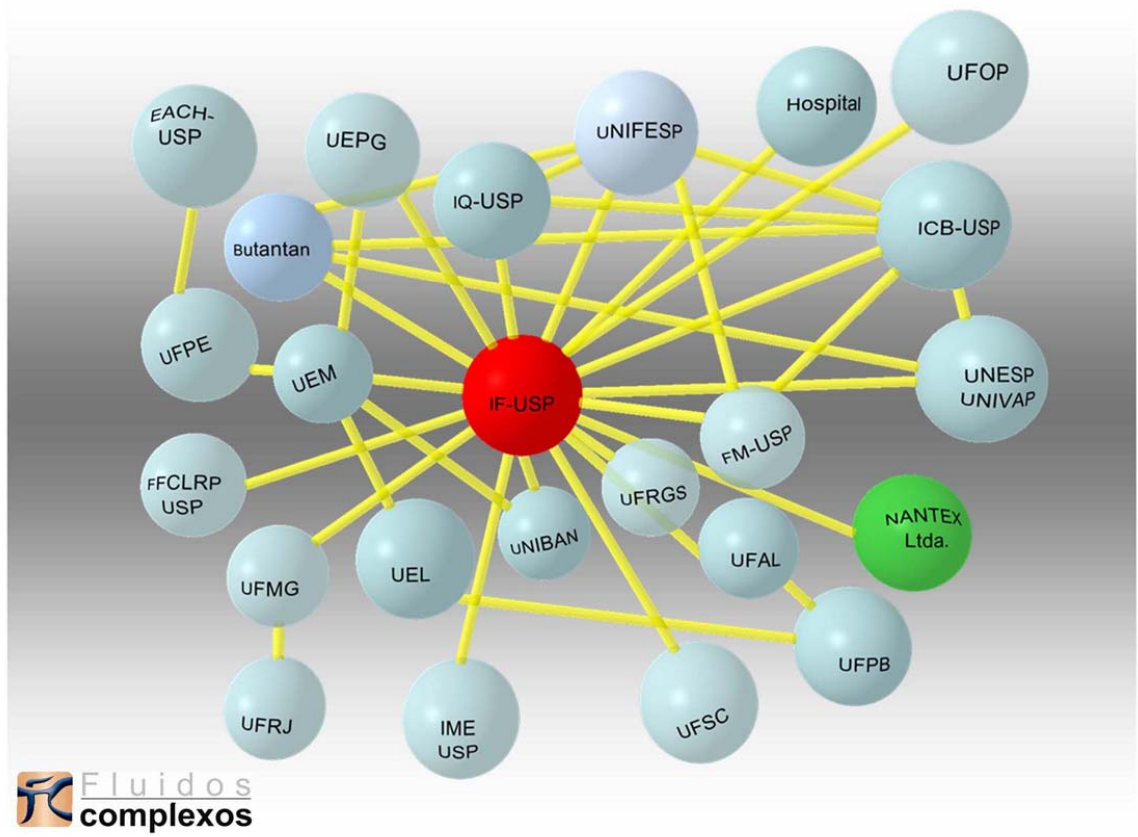 UFOP
Hospital
EACH-
USP
UNIFESP
UEPG
IQ-USP
ICB-USP
Butantan
UFPE
UEM
IF-USP
UNESP
UNIVAP
FM-USP
FFCLRP
USP
UFRGS
NANTEX
Ltda.
UNIBAN
UFAL
UEL
UFMG
UFPB
UFRJ
IME
USP
UFSC
Fluidos
complexos